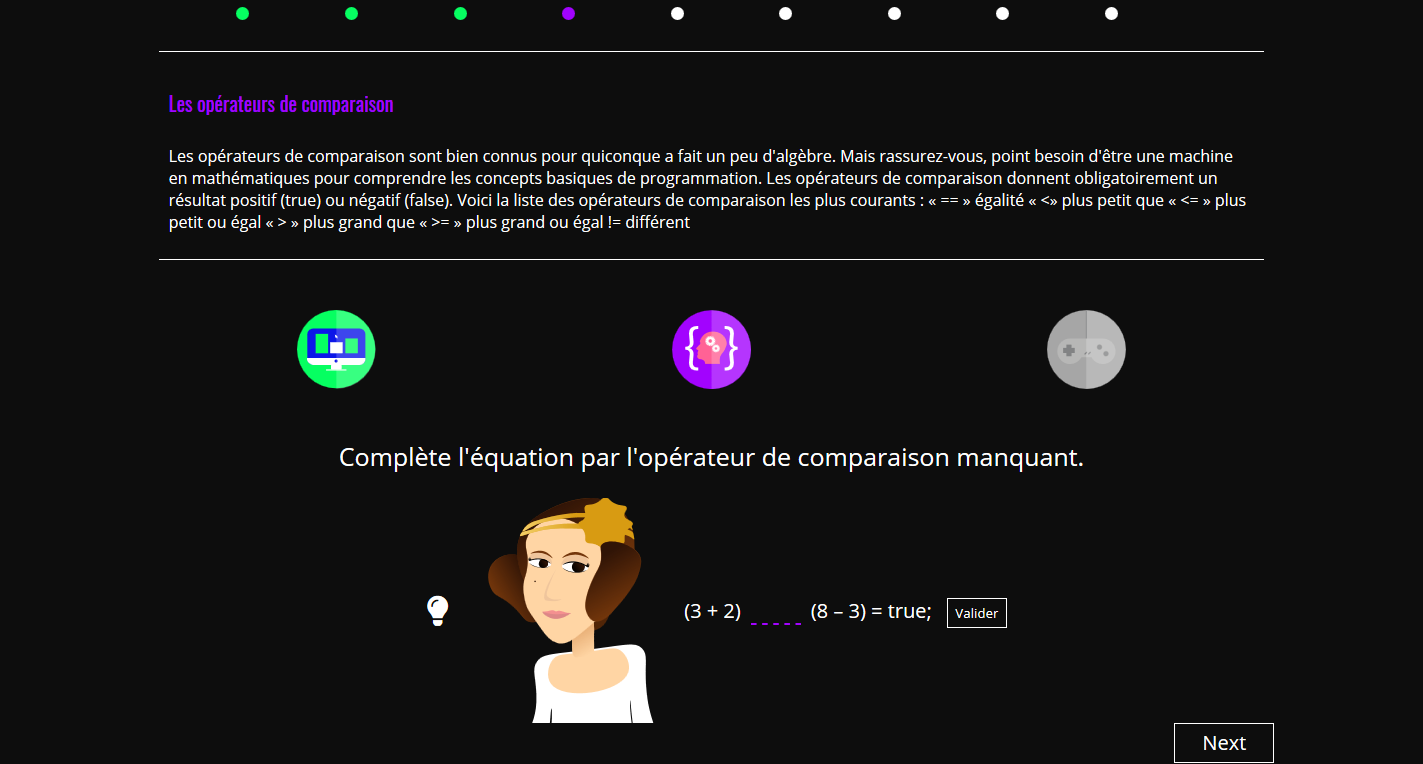 Les opérateurs de comparaison
Les opérateurs de comparaison sont bien connus pour quiconque a fait un peu d'algèbre. Mais rassurez-vous, point besoin d'être une machine
en mathématiques pour comprendre les concepts basiques de programmation. Les opérateurs de comparaison donnent obligatoirement un
résultat positif (true) ou négatif (false). Voici la liste des opérateurs de comparaison les plus courants : « == » égalité « <» plus petit que « <= » plus
petit ou égal « > » plus grand que « >= » plus grand ou égal != différent
Complète l'équation par l'opérateur de comparaison manquant.
(3 + 2) _ _ _ _ _ (8 – 3) = true; Valider
Next